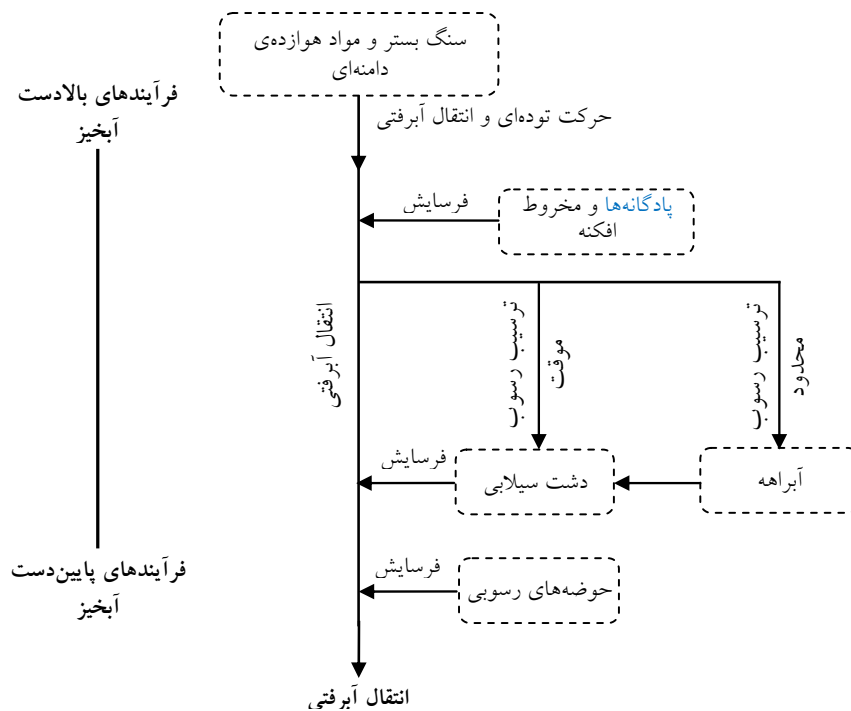 سنگ بستر و مواد هوازده‌ی
دامنه‌ای
فرآیندهای بالادست
آبخیز
حرکت توده‌ای و انتقال آبرفتی
فرسایش
پادگانه‌ها و مخروط
افکنه
انتقال آبرفتی
ترسیب رسوب
موقت
ترسیب رسوب
محدود
فرسایش
دشت سیلابی
آبراهه
فرآیندهای پایین‌دست
آبخیز
فرسایش
حوضه‌های رسوبی
انتقال آبرفتی